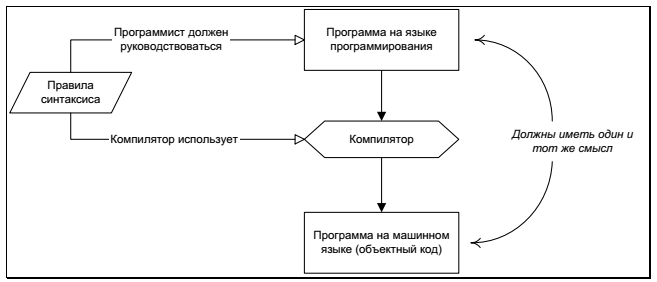 Программист должен
руководствоваться
Программа на языке
программирования
Правила
синтаксиса
Компилятор использует
Компилятор
Должны иметь один и
тот же смысл
Программа на машинном
языке (объектный код)